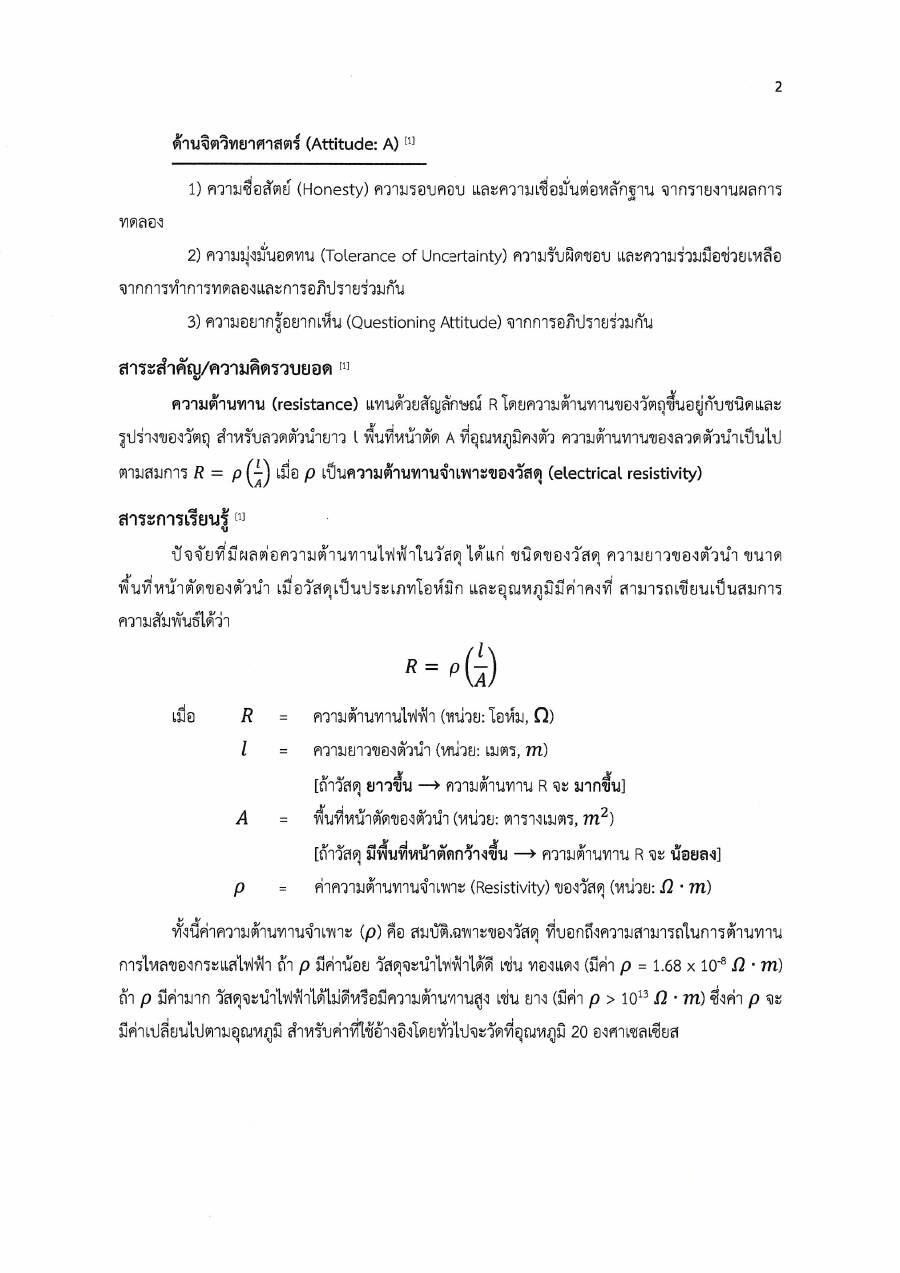 2
ด้านจิตวิทยาศาสตร์ (Attitude: A) [1]
1) ความซื่อสัตย์ (Honesty) ความรอบคอบ และความเชื่อมั่นต่อหลักฐาน จากรายงานผลการ
ทดลอง
2) ความมุ่งมั่นอดทน (Tolerance of Uncertainty) ความรับผิดชอบ และความร่วมมือช่วยเหลือ
จากการทำการทดลองและการอภิปรายร่วมกัน
3) ความอยากรู้อยากเห็น (Questioning Attitude) จากการอภิปรายร่วมกัน
สาระสำคัญ/ความคิดรวบยอด [1]
ความต้านทาน (resistance) แทนด้วยสัญลักษณ์ R โดยความต้านทานของวัตถุขึ้นอยู่กับชนิดและ
รูปร่างของวัตถุ สำหรับลวดตัวนำยาว l พื้นที่หน้าตัด A ที่อุณหภูมิคงตัว ความต้านทานของลวดตัวนำเป็นไป
ตามสมการ R = ρ(l/A) เมื่อ ρ เป็นความต้านทานจำเพาะของวัสดุ (electrical resistivity)
สาระการเรียนรู้ [1]
ปัจจัยที่มีผลต่อความต้านทานไฟฟ้าในวัสดุ ได้แก่ ชนิดของวัสดุ ความยาวของตัวนำ ขนาด
พื้นที่หน้าตัดของตัวนำ เมื่อวัสดุเป็นประเภทโอห์มิก และอุณหภูมิมีค่าคงที่ สามารถเขียนเป็นสมการ
ความสัมพันธ์ได้ว่า
R = ρ(l/A)
เมื่อ R = ความต้านทานไฟฟ้า (หน่วย: โอห์ม, Ω)
l = ความยาวของตัวนำ (หน่วย: เมตร, m)
[ถ้าวัสดุ ยาวขึ้น → ความต้านทาน R จะ มากขึ้น]
A = พื้นที่หน้าตัดของตัวนำ (หน่วย: ตารางเมตร, m²)
[ถ้าวัสดุ มีพื้นที่หน้าตัดกว้างขึ้น → ความต้านทาน R จะ น้อยลง]
ρ = ค่าความต้านทานจำเพาะ (Resistivity) ของวัสดุ (หน่วย: Ω · m)
ทั้งนี้ค่าความต้านทานจำเพาะ (ρ) คือ สมบัติเฉพาะของวัสดุ ที่บอกถึงความสามารถในการต้านทาน
การไหลของกระแสไฟฟ้า ถ้า ρ มีค่าน้อย วัสดุจะนำไฟฟ้าได้ดี เช่น ทองแดง (มีค่า ρ = 1.68 x 10⁻⁸ Ω · m)
ถ้า ρ มีค่ามาก วัสดุจะนำไฟฟ้าได้ไม่ดีหรือมีความต้านทานสูง เช่น ยาง (มีค่า ρ > 10¹³ Ω · m) ซึ่งค่า ρ จะ
มีค่าเปลี่ยนไปตามอุณหภูมิ สำหรับค่าที่ใช้อ้างอิงโดยทั่วไปจะวัดที่อุณหภูมิ 20 องศาเซลเซียส